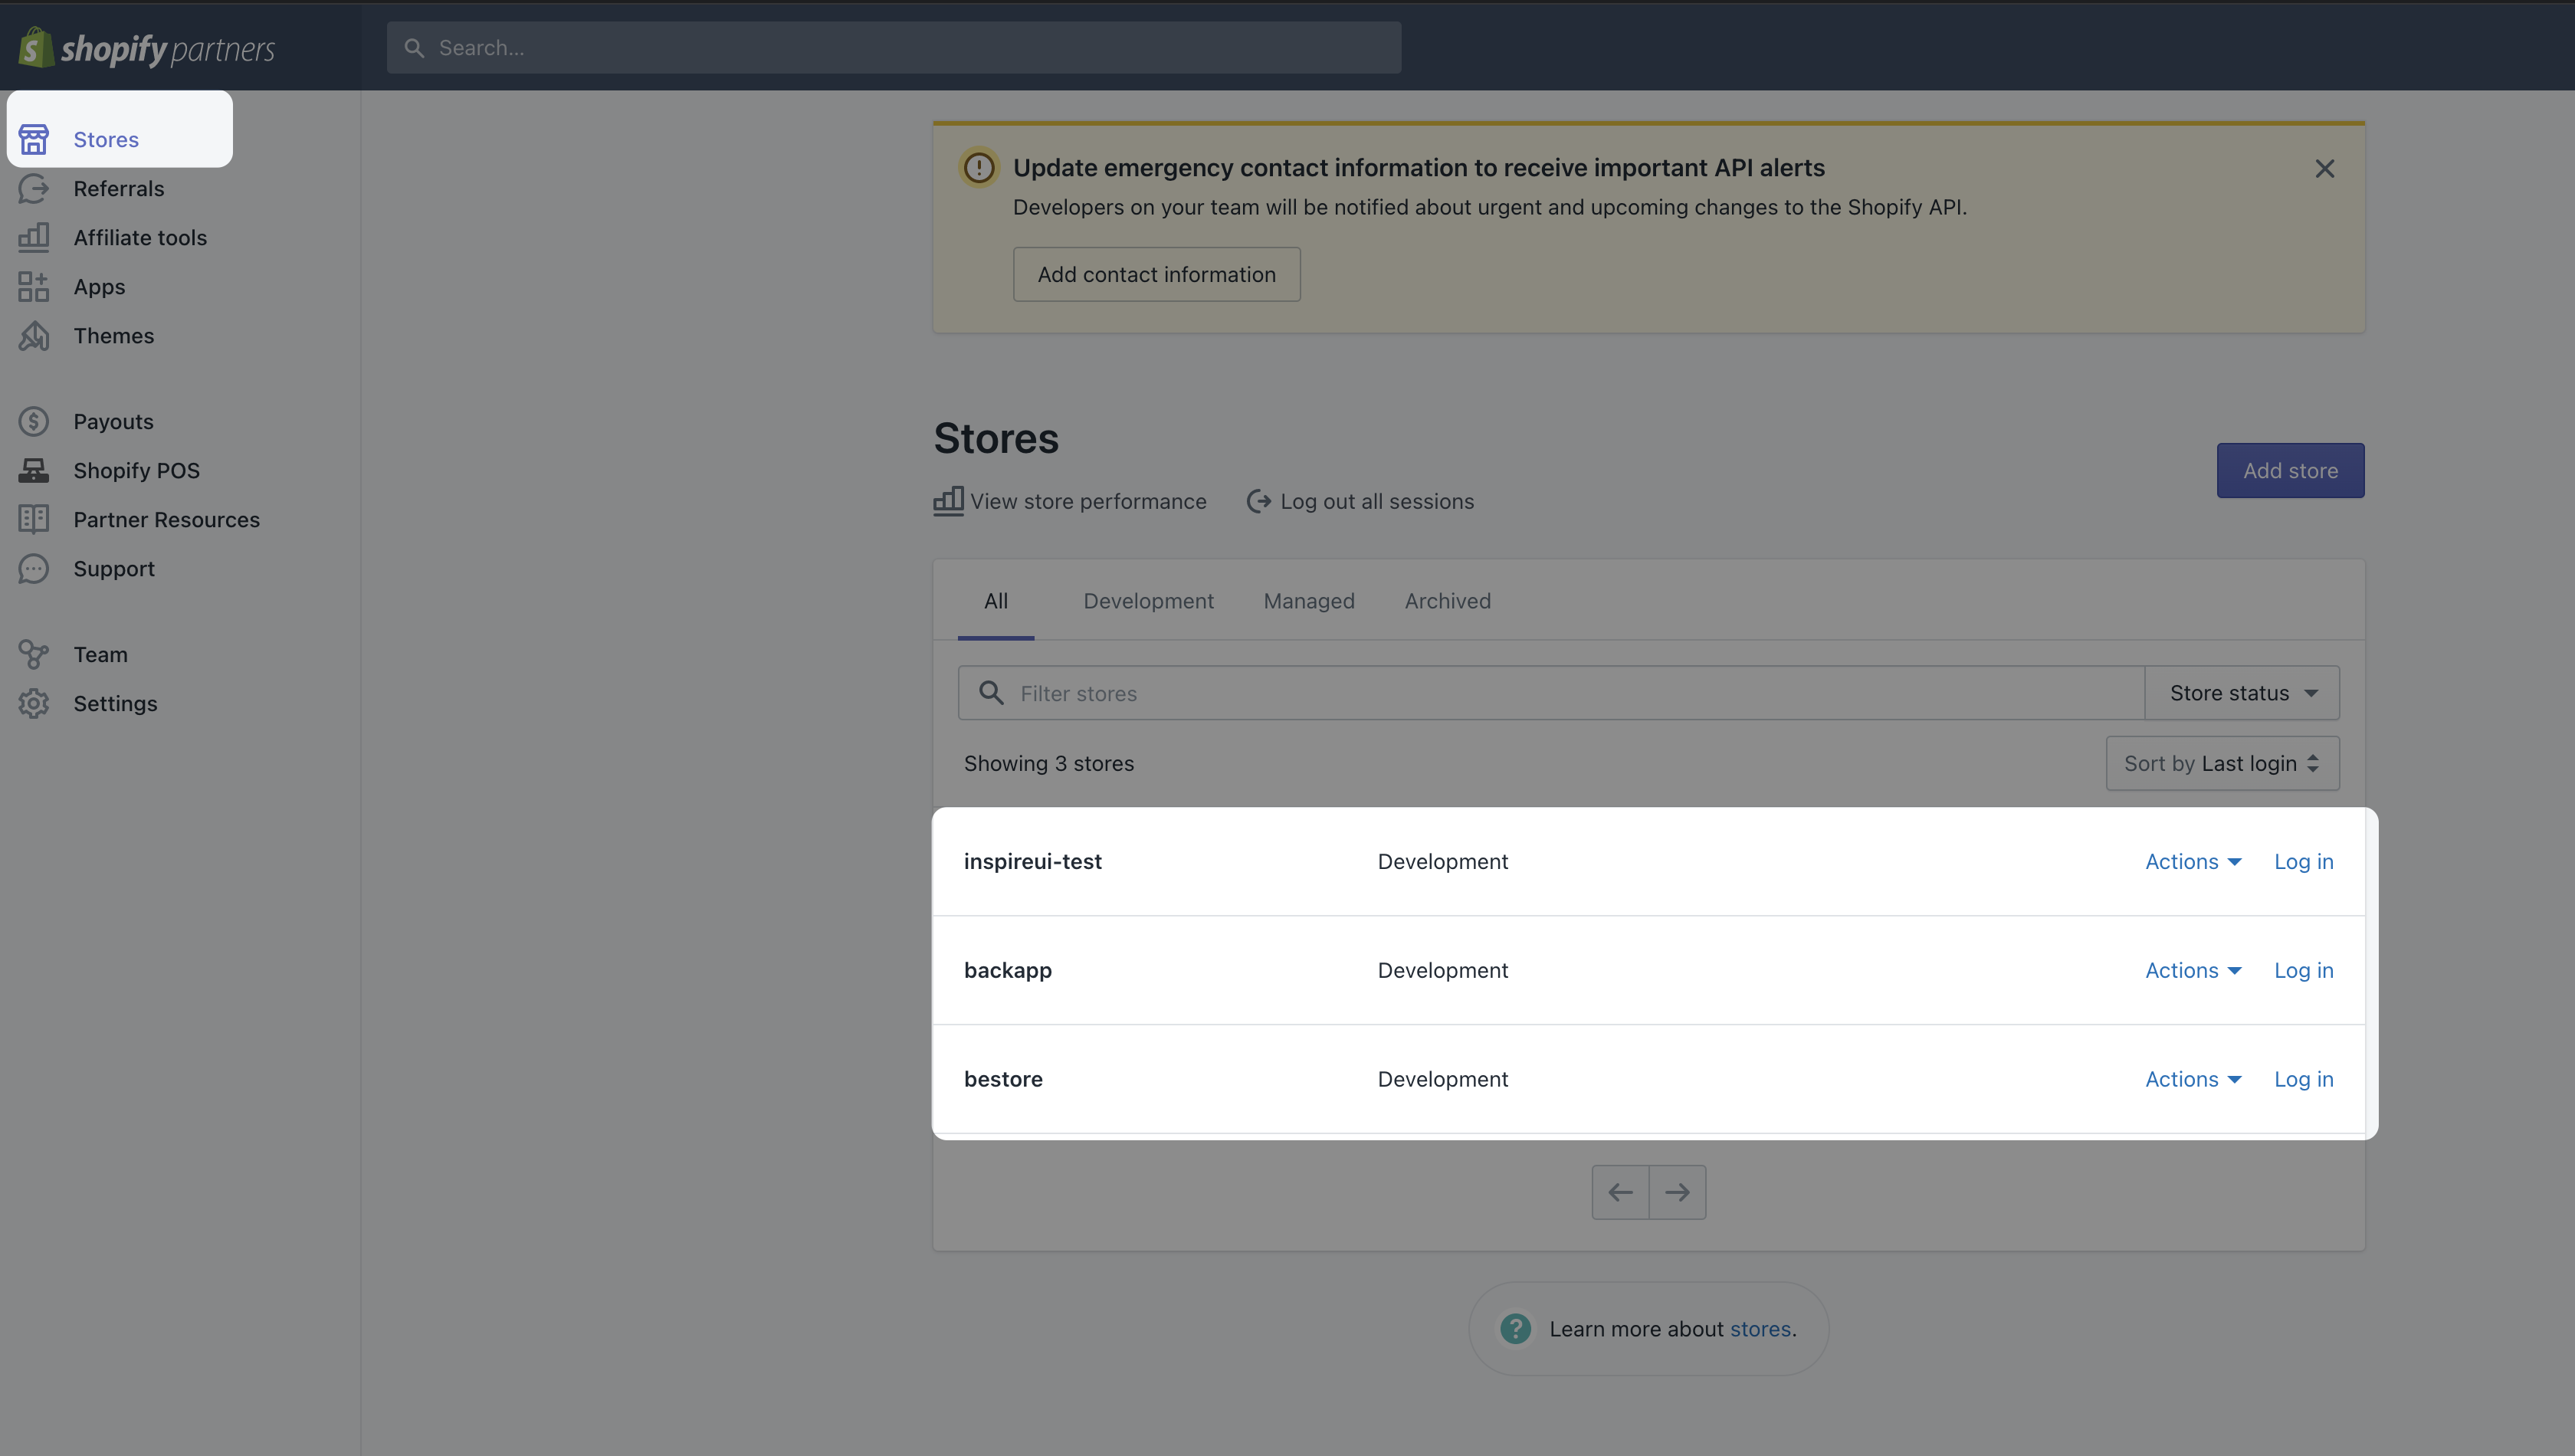 shopify partners
Search...
Stores
Referrals
Affiliate tools
Apps
Themes
Payouts
Shopify POS
Partner Resources
Support
Team
Settings
Update emergency contact information to receive important API alerts
Developers on your team will be notified about urgent and upcoming changes to the Shopify API.
Add contact information
Stores
Add store
View store performance Log out all sessions
All Development Managed Archived
Filter stores Store status
Showing 3 stores Sort by Last login
inspireui-test Development Actions Log in
backapp Development Actions Log in
bestore Development Actions Log in
Learn more about stores.